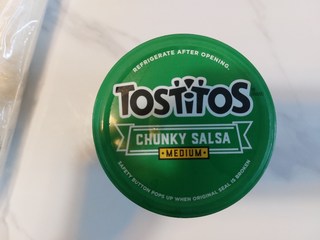 REFRIGERATE AFTER OPENING.
TOSTiTOS
CHUNKY SALSA
•MEDIUM•
SAFETY BUTTON POPS UP WHEN ORIGINAL SEAL IS BROKEN